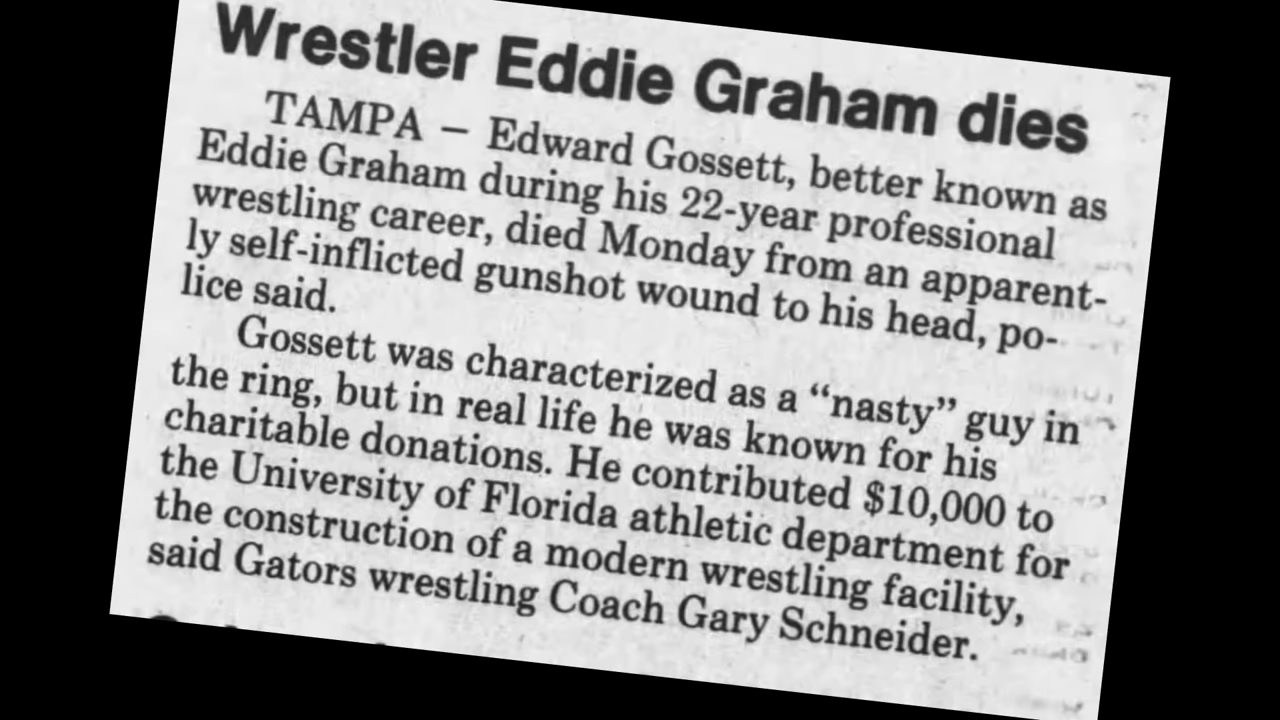 Wrestler Eddie Graham dies
TAMPA — Edward Gossett, better known as
Eddie Graham during his 22-year professional
wrestling career, died Monday from an apparent-
ly self-inflicted gunshot wound to his head, po-
lice said.
Gossett was characterized as a “nasty” guy in
the ring, but in real life he was known for his
charitable donations. He contributed $10,000 to
the University of Florida athletic department for
the construction of a modern wrestling facility,
said Gators wrestling Coach Gary Schneider.